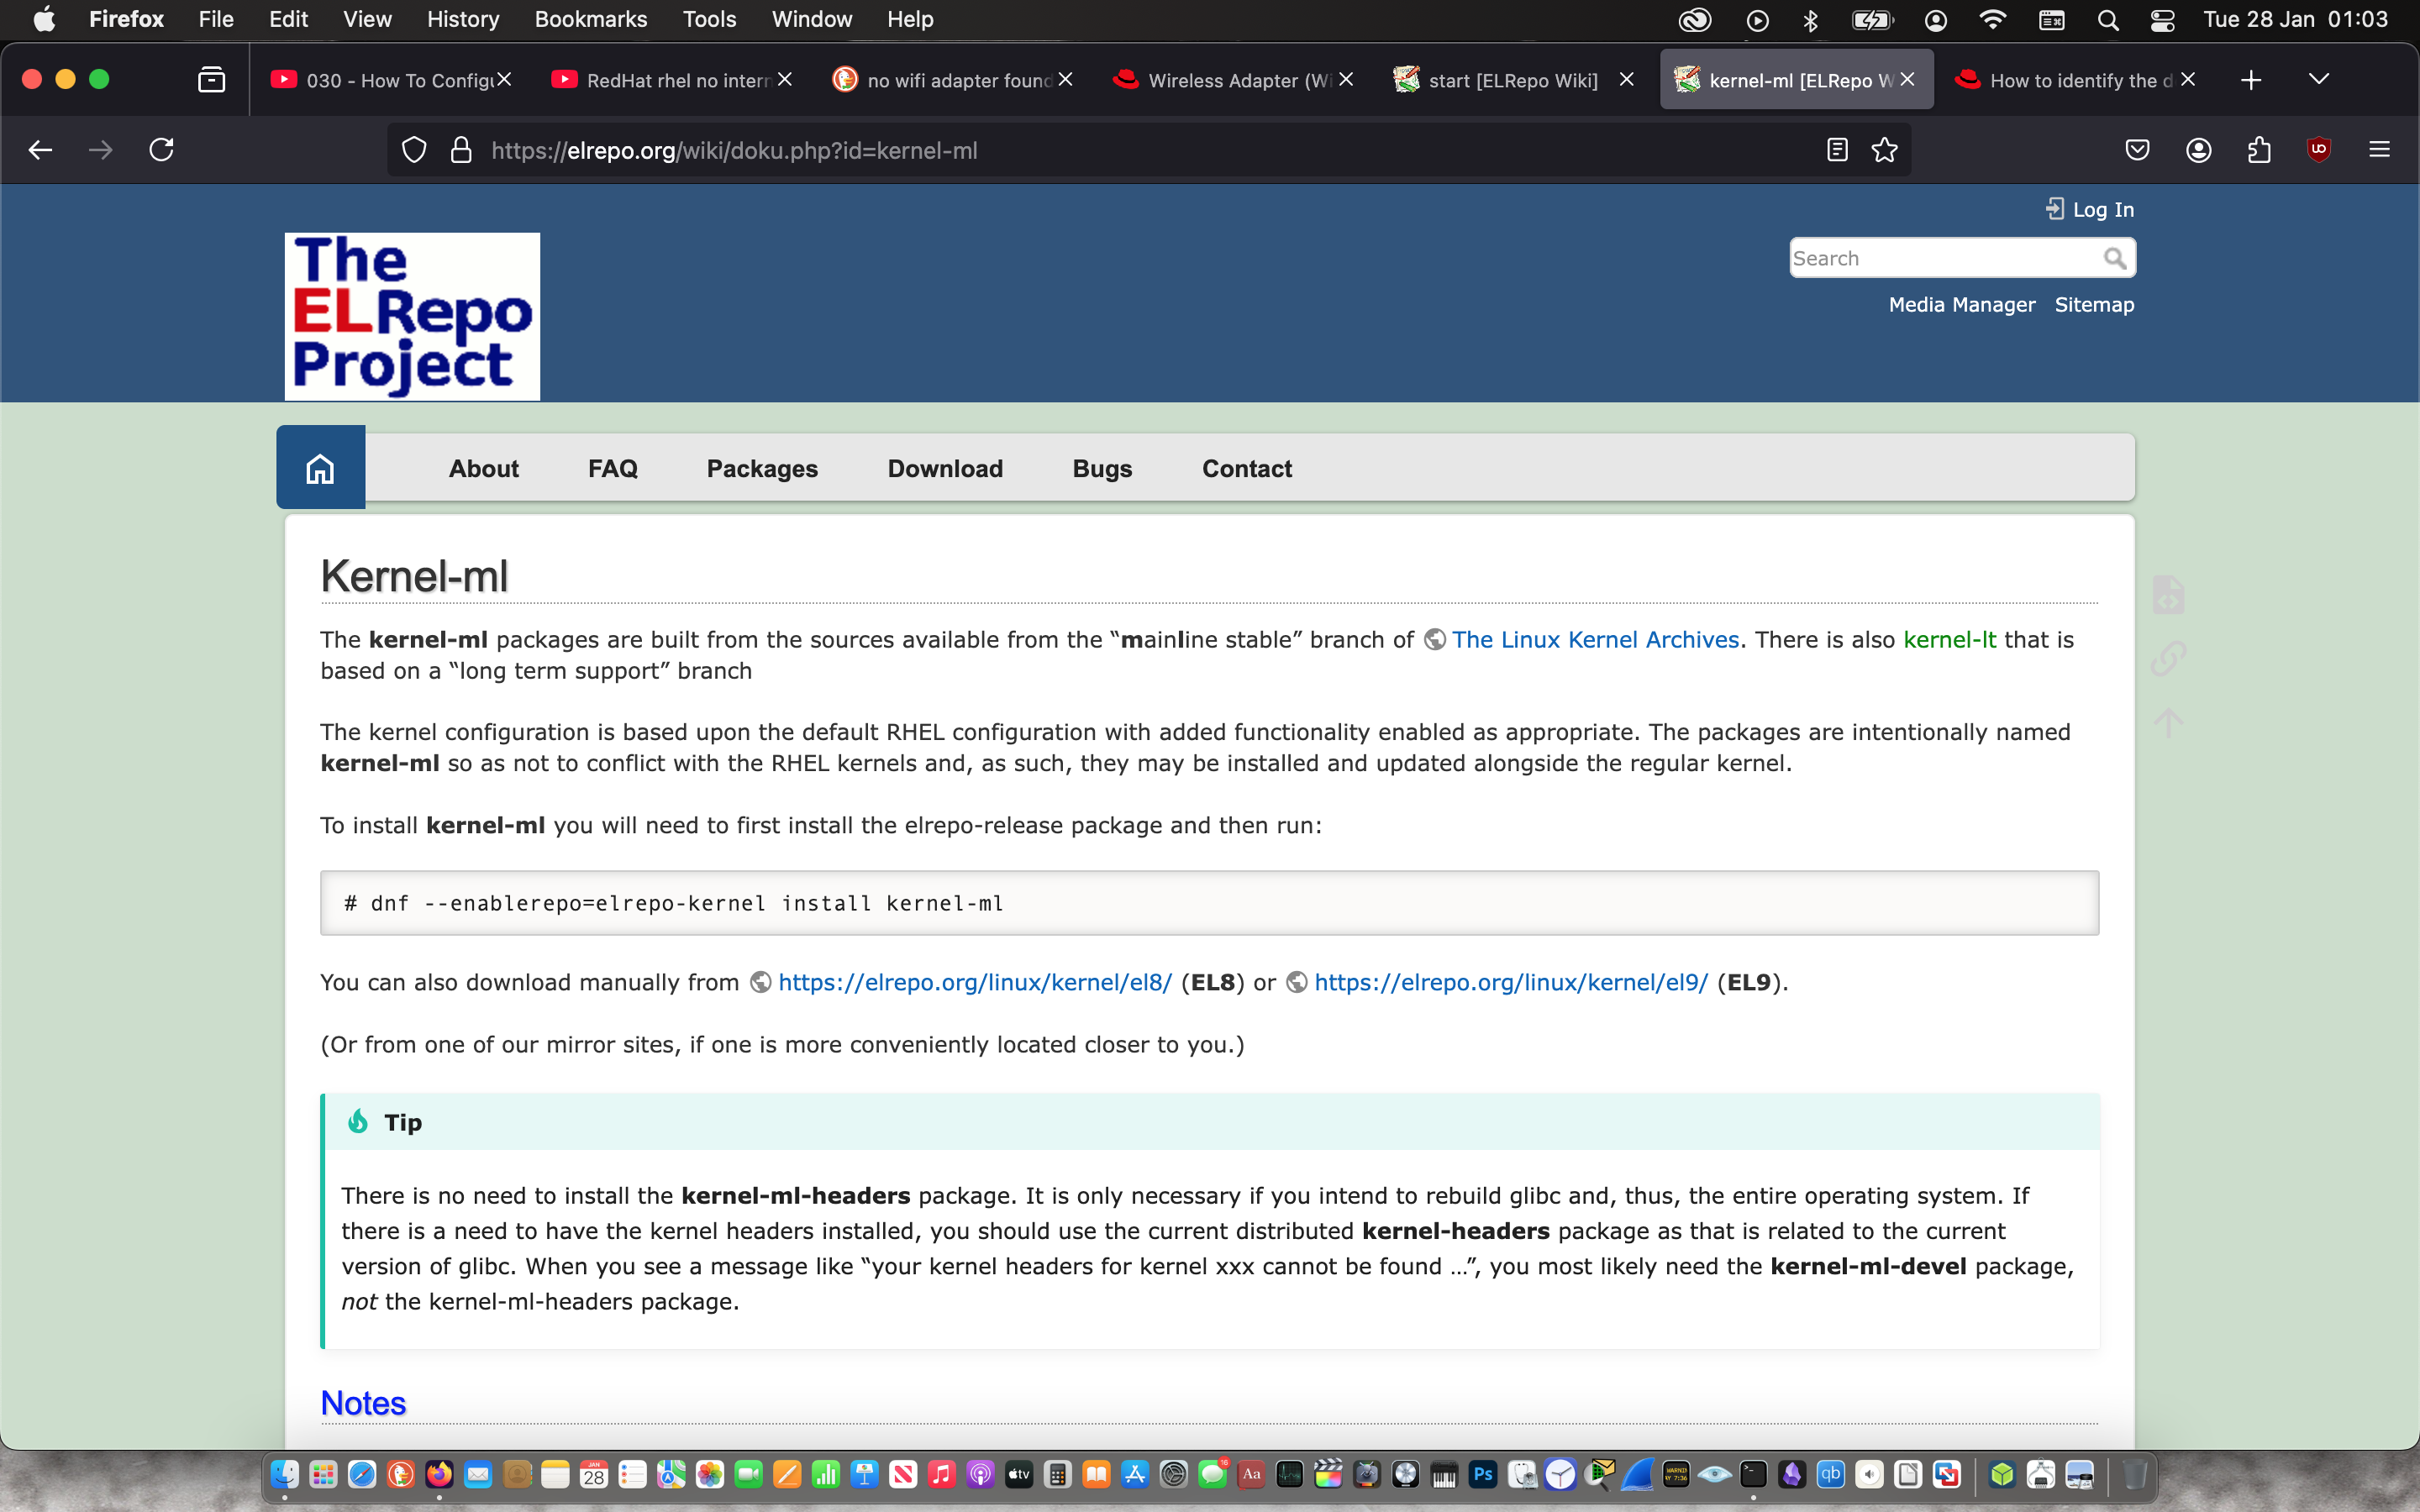 Firefox File Edit View History Bookmarks Tools Window Help Tue 28 Jan 01:03
030 - How To Configu RedHat rhel no intern no wifi adapter found Wireless Adapter (Wi start [ELRepo Wiki] kernel-ml [ELRepo W How to identify the d
https://elrepo.org/wiki/doku.php?id=kernel-ml
Log In
The
ELRepo
Project
Search
Media Manager Sitemap
About FAQ Packages Download Bugs Contact
Kernel-ml
The kernel-ml packages are built from the sources available from the “mainline stable” branch of The Linux Kernel Archives. There is also kernel-lt that is
based on a “long term support” branch
The kernel configuration is based upon the default RHEL configuration with added functionality enabled as appropriate. The packages are intentionally named
kernel-ml so as not to conflict with the RHEL kernels and, as such, they may be installed and updated alongside the regular kernel.
To install kernel-ml you will need to first install the elrepo-release package and then run:
# dnf --enablerepo=elrepo-kernel install kernel-ml
You can also download manually from https://elrepo.org/linux/kernel/el8/ (EL8) or https://elrepo.org/linux/kernel/el9/ (EL9).
(Or from one of our mirror sites, if one is more conveniently located closer to you.)
Tip
There is no need to install the kernel-ml-headers package. It is only necessary if you intend to rebuild glibc and, thus, the entire operating system. If
there is a need to have the kernel headers installed, you should use the current distributed kernel-headers package as that is related to the current
version of glibc. When you see a message like “your kernel headers for kernel xxx cannot be found …”, you most likely need the kernel-ml-devel package,
not the kernel-ml-headers package.
Notes
JAN 28 tv 16 Aa Ps qb